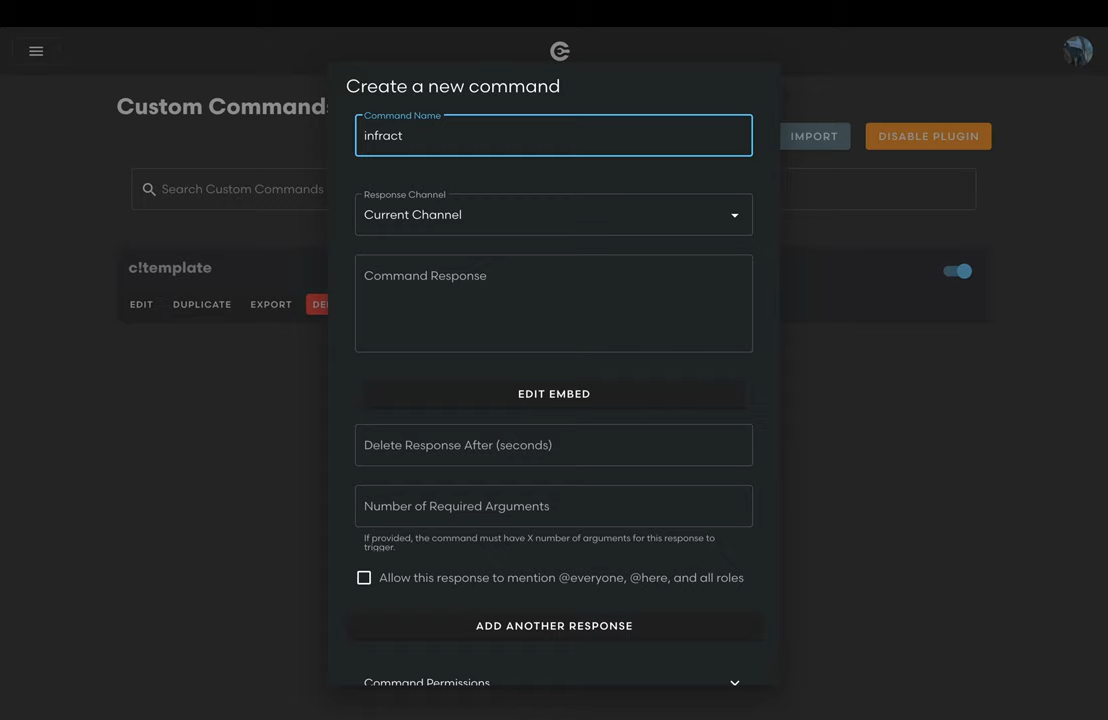 Create a new command
Custom Commands
Command Name
infract
IMPORT
DISABLE PLUGIN
Search Custom Commands
Response Channel
Current Channel
Command Response
c!template
EDIT
DUPLICATE
EXPORT
EDIT EMBED
Delete Response After (seconds)
Number of Required Arguments
If provided, the command must have X number of arguments for this response to
trigger.
Allow this response to mention @everyone, @here, and all roles
ADD ANOTHER RESPONSE
Command Permissions